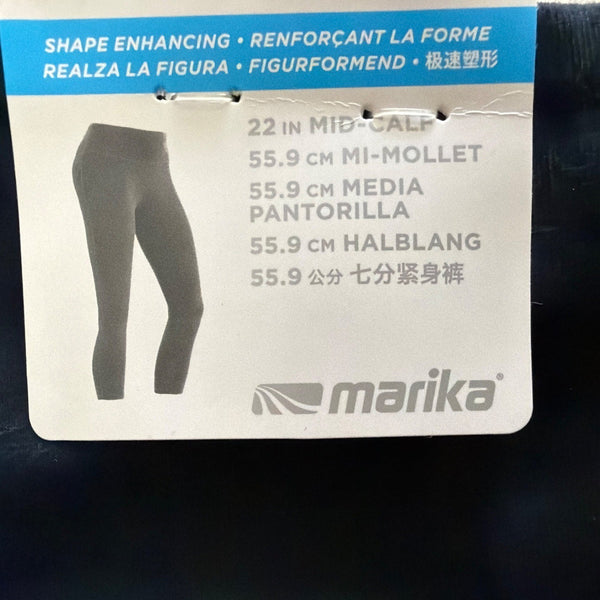 SHAPE ENHANCING • RENFORÇANT LA FORME
REALZA LA FIGURA • FIGURFORMEND • 极速塑形
22 IN MID-CALF
55.9 CM MI-MOLLET
55.9 CM MEDIA
PANTORILLA
55.9 CM HALBLANG
55.9 公分 七分紧身裤
marika®